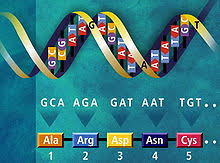 GCA AGA GAT AAT TGT..
Ala Arg Asp Asn Cys
1 2 3 4 5